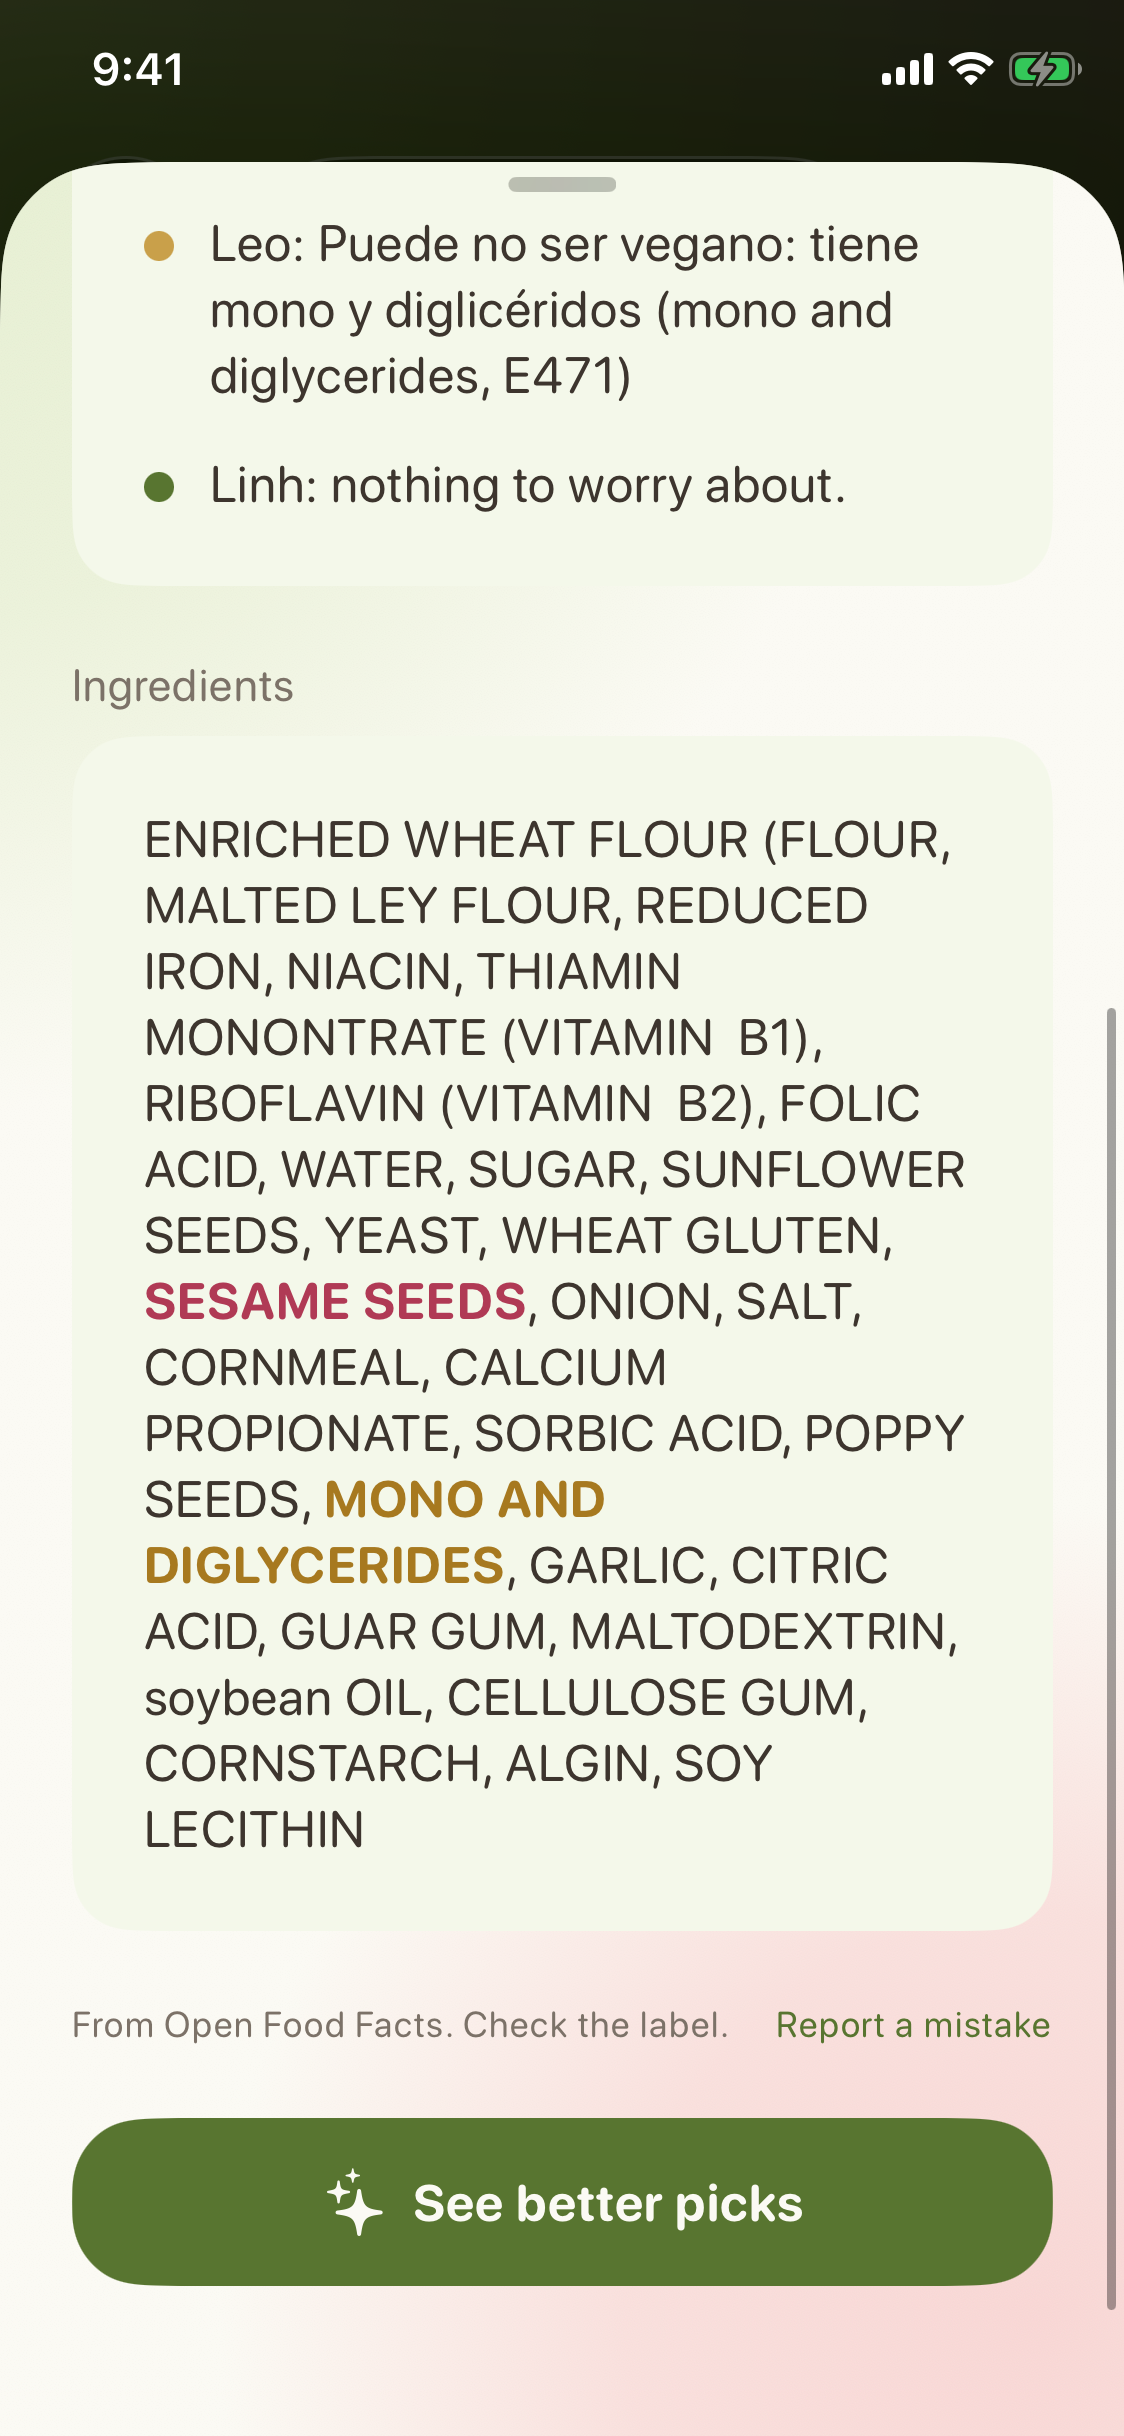 9:41
Leo: Puede no ser vegano: tiene
mono y diglicéridos (mono and
diglycerides, E471)
Linh: nothing to worry about.
Ingredients
ENRICHED WHEAT FLOUR (FLOUR,
MALTED LEY FLOUR, REDUCED
IRON, NIACIN, THIAMIN
MONONTRATE (VITAMIN  B1),
RIBOFLAVIN (VITAMIN  B2), FOLIC
ACID, WATER, SUGAR, SUNFLOWER
SEEDS, YEAST, WHEAT GLUTEN,
SESAME SEEDS, ONION, SALT,
CORNMEAL, CALCIUM
PROPIONATE, SORBIC ACID, POPPY
SEEDS, MONO AND
DIGLYCERIDES, GARLIC, CITRIC
ACID, GUAR GUM, MALTODEXTRIN,
soybean OIL, CELLULOSE GUM,
CORNSTARCH, ALGIN, SOY
LECITHIN
From Open Food Facts. Check the label. Report a mistake
See better picks